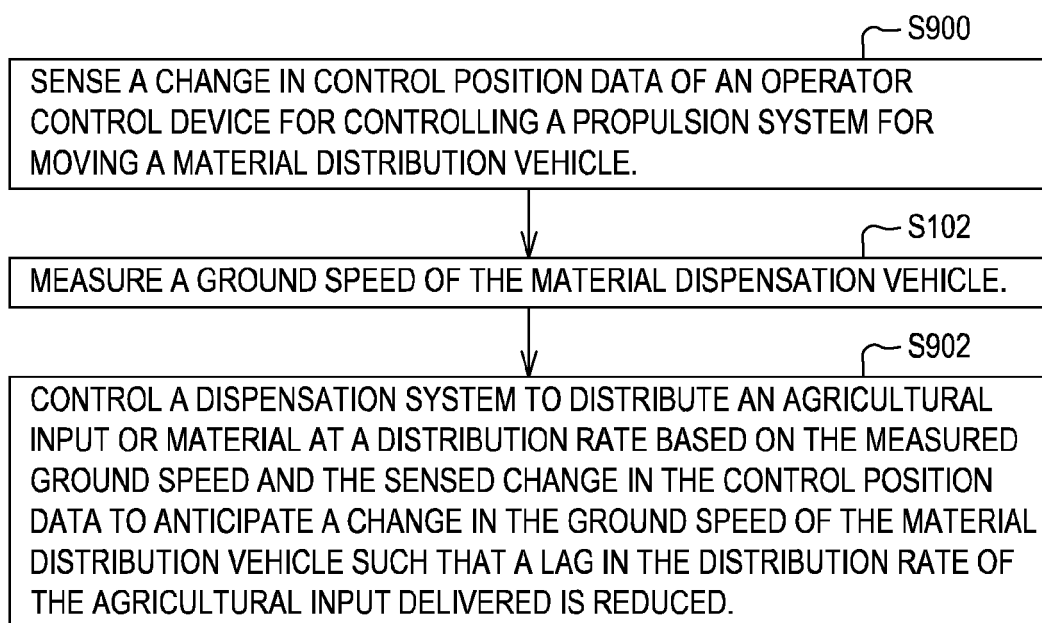 S900
SENSE A CHANGE IN CONTROL POSITION DATA OF AN OPERATOR
CONTROL DEVICE FOR CONTROLLING A PROPULSION SYSTEM FOR
MOVING A MATERIAL DISTRIBUTION VEHICLE.
S102
MEASURE A GROUND SPEED OF THE MATERIAL DISPENSATION VEHICLE.
S902
CONTROL A DISPENSATION SYSTEM TO DISTRIBUTE AN AGRICULTURAL
INPUT OR MATERIAL AT A DISTRIBUTION RATE BASED ON THE MEASURED
GROUND SPEED AND THE SENSED CHANGE IN THE CONTROL POSITION
DATA TO ANTICIPATE A CHANGE IN THE GROUND SPEED OF THE MATERIAL
DISTRIBUTION VEHICLE SUCH THAT A LAG IN THE DISTRIBUTION RATE OF
THE AGRICULTURAL INPUT DELIVERED IS REDUCED.